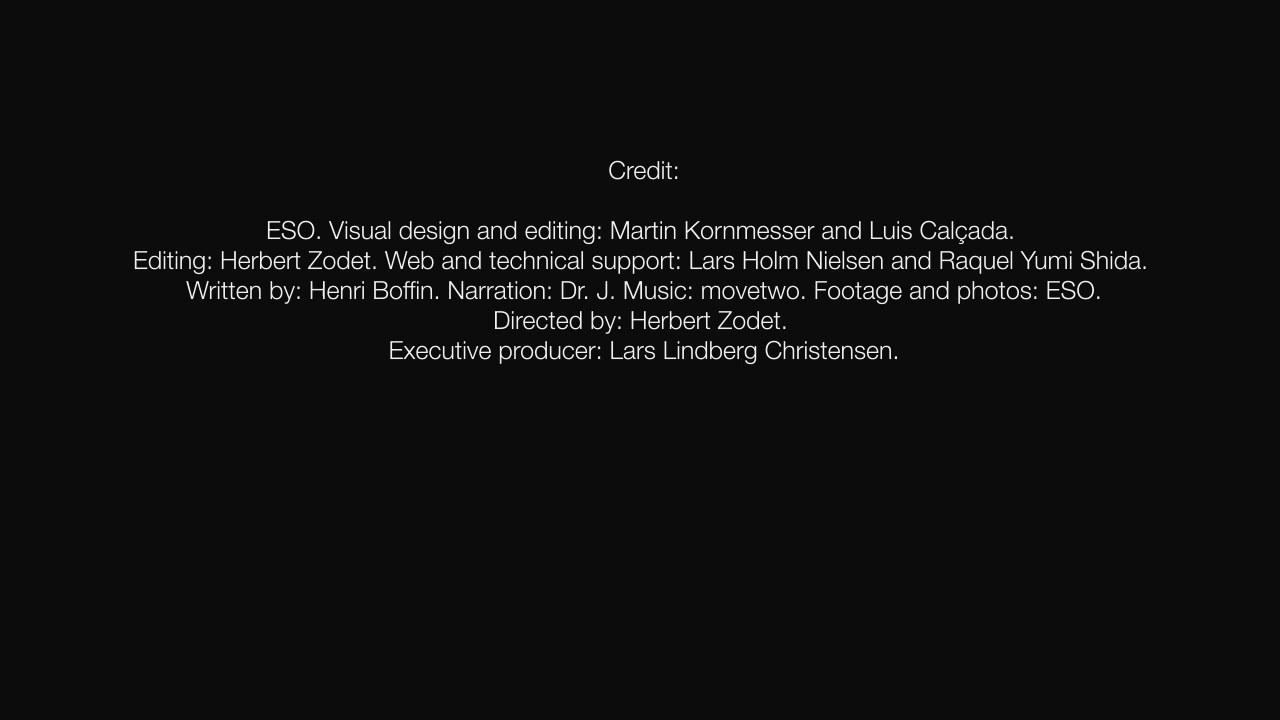 Credit:
ESO. Visual design and editing: Martin Kornmesser and Luis Calçada.
Editing: Herbert Zodet. Web and technical support: Lars Holm Nielsen and Raquel Yumi Shida.
Written by: Henri Boffin. Narration: Dr. J. Music: movetwo. Footage and photos: ESO.
Directed by: Herbert Zodet.
Executive producer: Lars Lindberg Christensen.